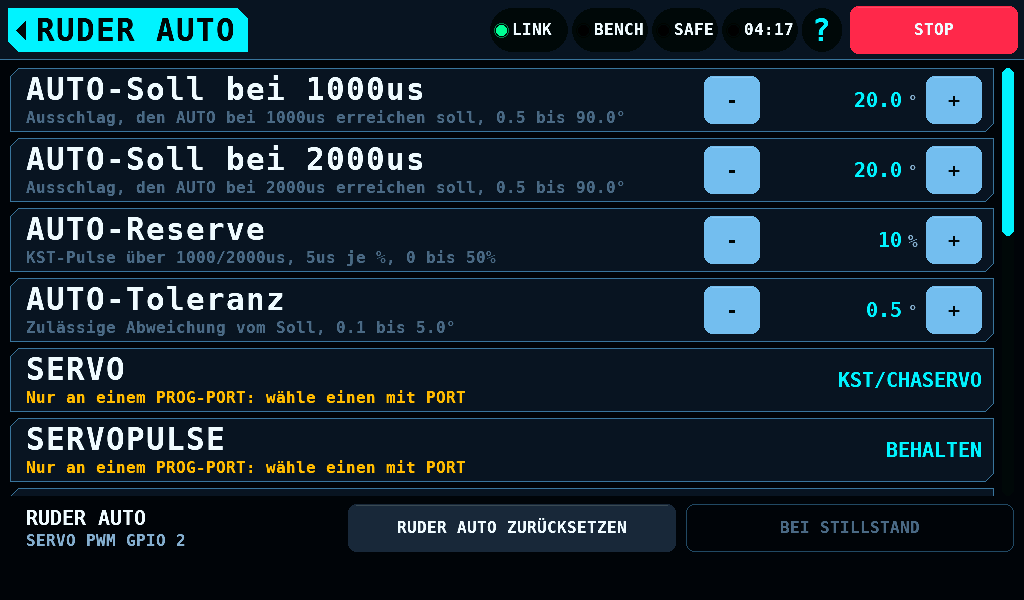 RUDER AUTO
LINK
BENCH
SAFE
04:17
?
STOP
AUTO-Soll bei 1000us
Ausschlag, den AUTO bei 1000us erreichen soll, 0.5 bis 90.0°
-
20.0 °
+
AUTO-Soll bei 2000us
Ausschlag, den AUTO bei 2000us erreichen soll, 0.5 bis 90.0°
-
20.0 °
+
AUTO-Reserve
KST-Pulse über 1000/2000us, 5us je %, 0 bis 50%
-
10 %
+
AUTO-Toleranz
Zulässige Abweichung vom Soll, 0.1 bis 5.0°
-
0.5 °
+
SERVO
Nur an einem PROG-PORT: wähle einen mit PORT
KST/CHASERVO
SERVOPULSE
Nur an einem PROG-PORT: wähle einen mit PORT
BEHALTEN
RUDER AUTO
SERVO PWM GPIO 2
RUDER AUTO ZURÜCKSETZEN
BEI STILLSTAND